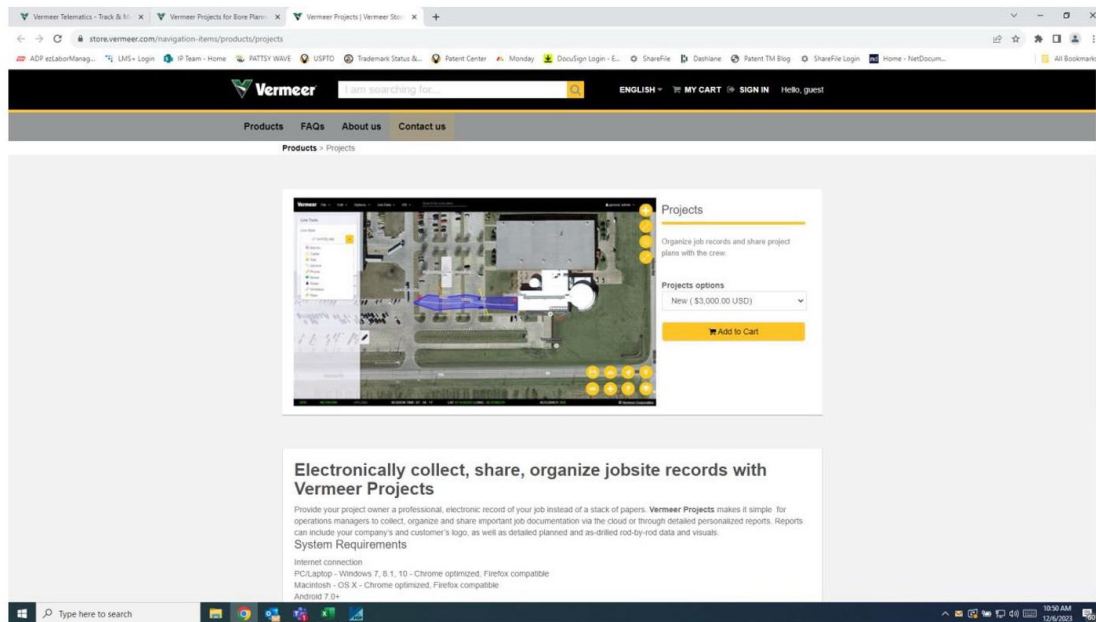 Vermeer Telematics - Track & M
Vermeer Projects for Bore Plann
Vermeer Projects | Vermeer Stor
store.vermeer.com/navigation-items/products/projects
ADP ezLaborManag... LMS+ Login IP Team - Home PATTSY WAVE USPTO Trademark Status &... Patent Center Monday DocuSign Login - E... ShareFile Dashlane Patent TM Blog ShareFile Login Home - NetDocum... All Bookmarks
Vermeer I am searching for... ENGLISH MY CART SIGN IN Hello, guest
Products FAQs About us Contact us
Products > Projects
Vermeer
Projects
Organize job records and share project
plans with the crew.
Projects options
New ( $3,000.00 USD)
Add to Cart
Electronically collect, share, organize jobsite records with
Vermeer Projects
Provide your project owner a professional, electronic record of your job instead of a stack of papers. Vermeer Projects makes it simple for
operations managers to collect, organize and share important job documentation via the cloud or through detailed personalized reports. Reports
can include your company's and customer's logo, as well as detailed planned and as-drilled rod-by-rod data and visuals.
System Requirements
Internet connection
PC/Laptop - Windows 7, 8.1, 10 - Chrome optimized, Firefox compatible
Macintosh - OS X - Chrome optimized, Firefox compatible
Android 7.0+
Type here to search
10:50 AM
12/6/2023